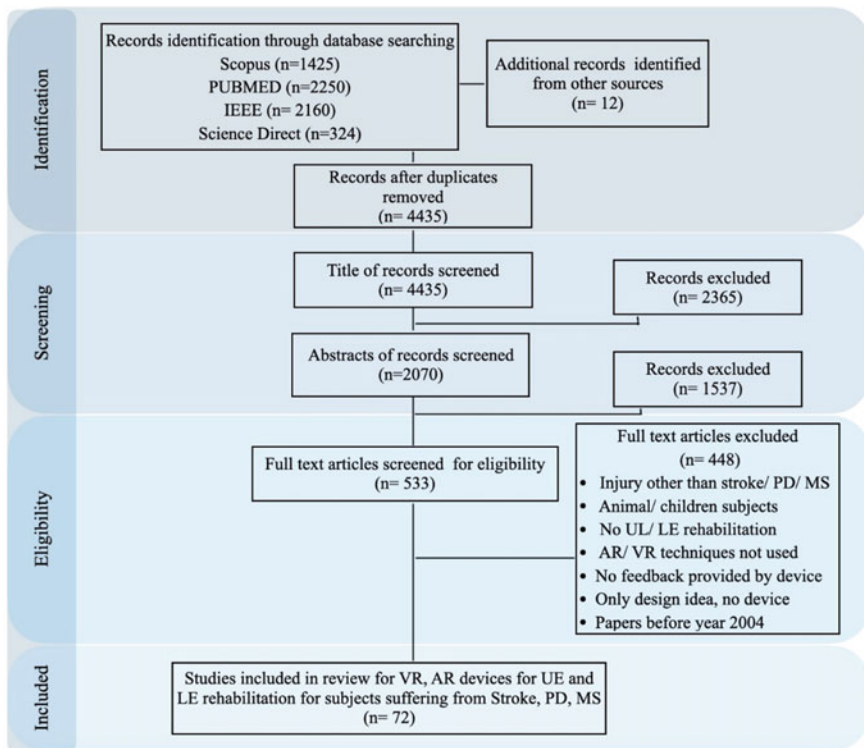 Identification
Records identification through database searching
Scopus (n=1425)
PUBMED (n=2250)
IEEE (n= 2160)
Science Direct (n=324)
Additional records identified
from other sources
(n= 12)
Records after duplicates
removed
(n= 4435)
Screening
Title of records screened
(n= 4435)
Records excluded
(n= 2365)
Abstracts of records screened
(n=2070)
Records excluded
(n= 1537)
Eligibility
Full text articles screened for eligibility
(n= 533)
Full text articles excluded
(n= 448)
• Injury other than stroke/ PD/ MS
• Animal/ children subjects
• No UL/ LE rehabilitation
• AR/ VR techniques not used
• No feedback provided by device
• Only design idea, no device
• Papers before year 2004
Included
Studies included in review for VR, AR devices for UE and
LE rehabilitation for subjects suffering from Stroke, PD, MS
(n= 72)